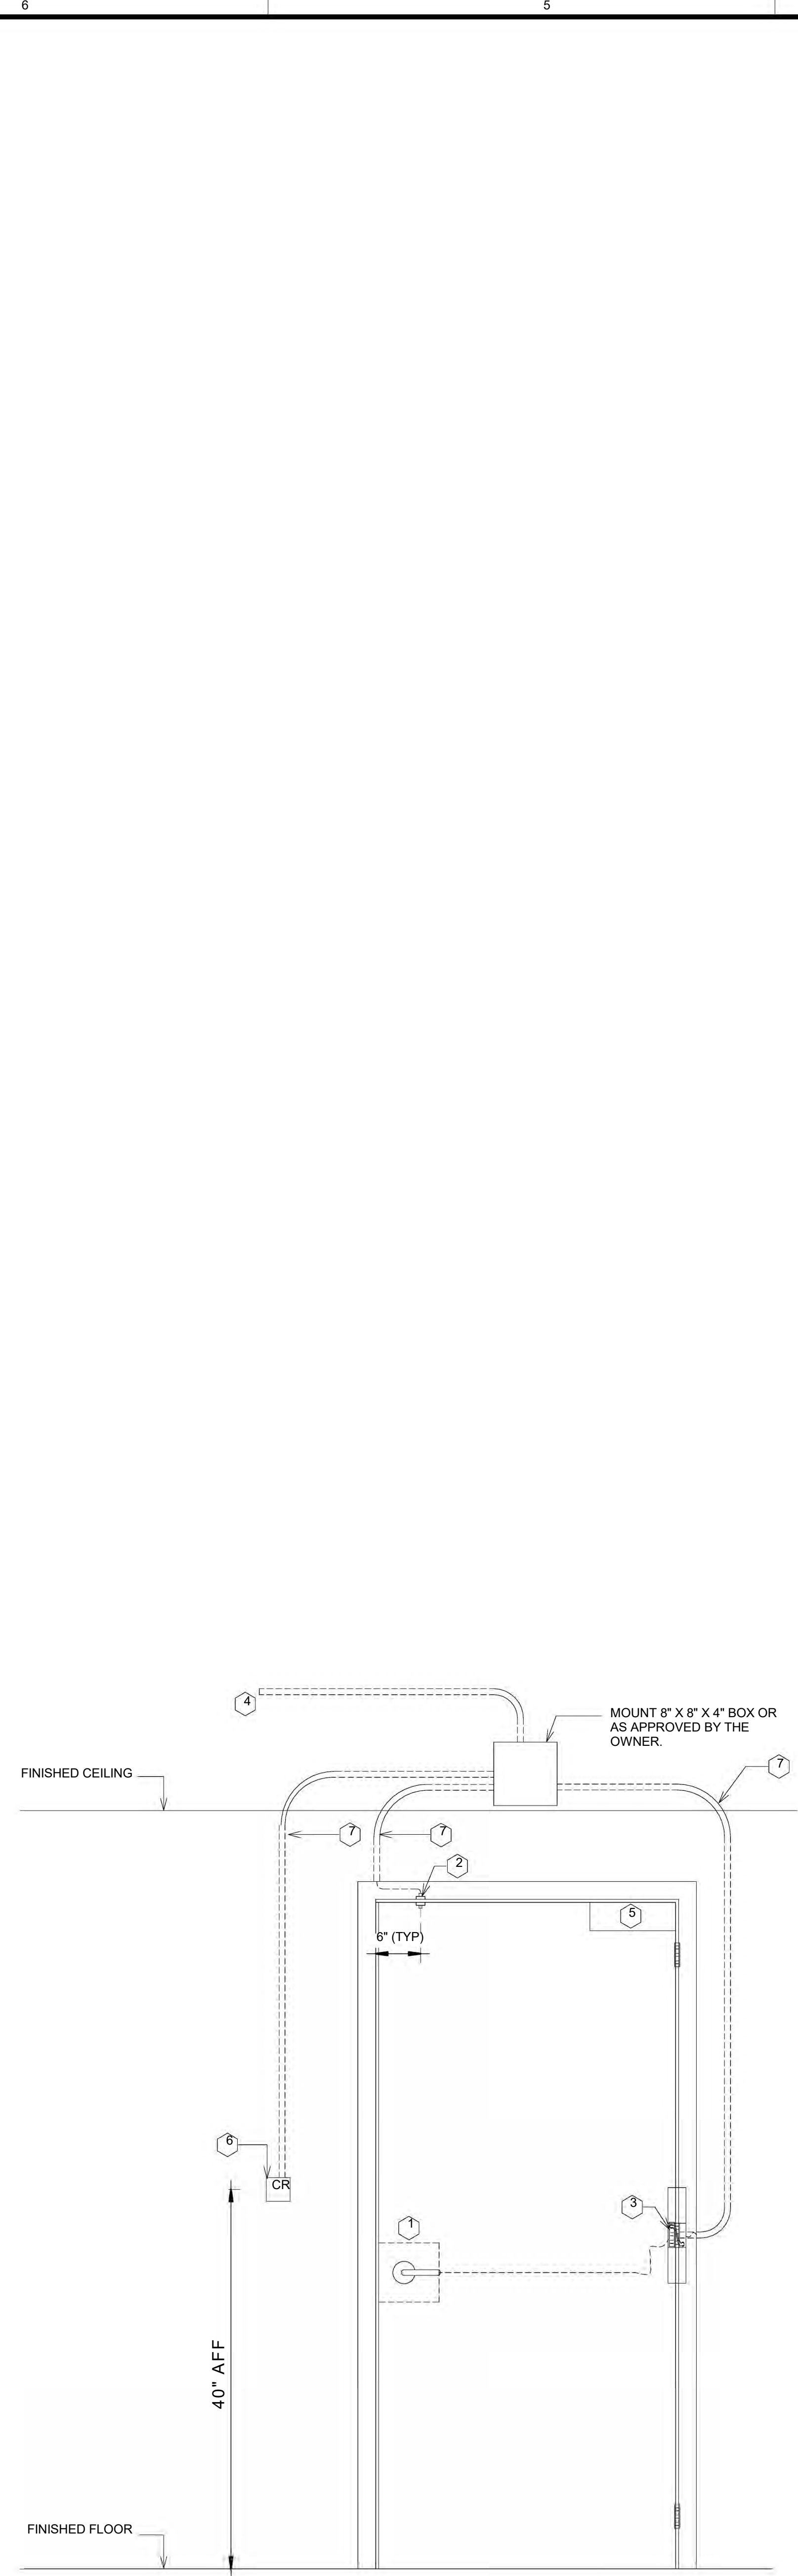 6
5
4
MOUNT 8" X 8" X 4" BOX OR
AS APPROVED BY THE
OWNER.
7
FINISHED CEILING
7
7
2
5
6" (TYP)
6
CR
3
1
40" AFF
FINISHED FLOOR